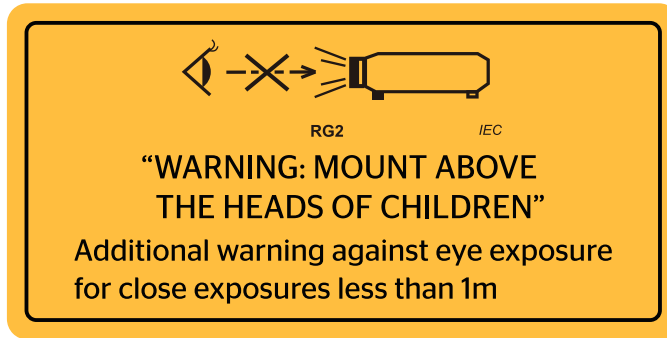 RG2 IEC
“WARNING: MOUNT ABOVE
THE HEADS OF CHILDREN”
Additional warning against eye exposure
for close exposures less than 1m